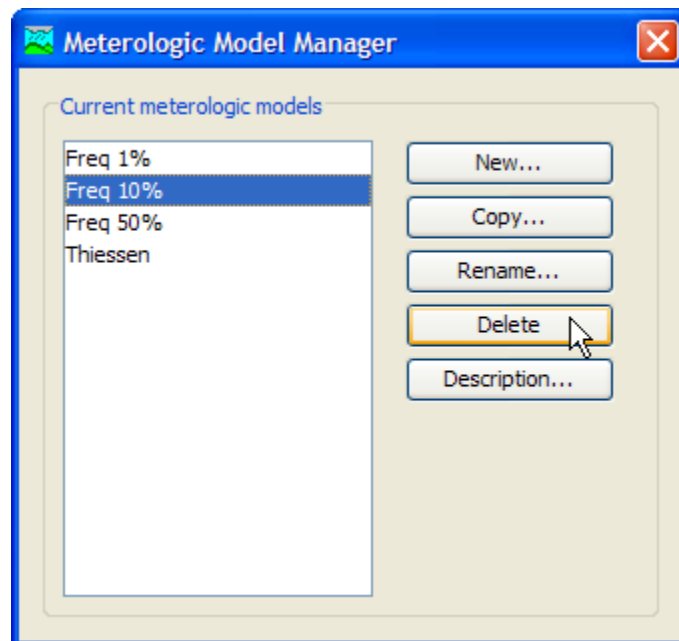 Meterologic Model Manager
Current meterologic models
Freq 1%
Freq 10%
Freq 50%
Thiessen
New...
Copy...
Rename...
Delete
Description...